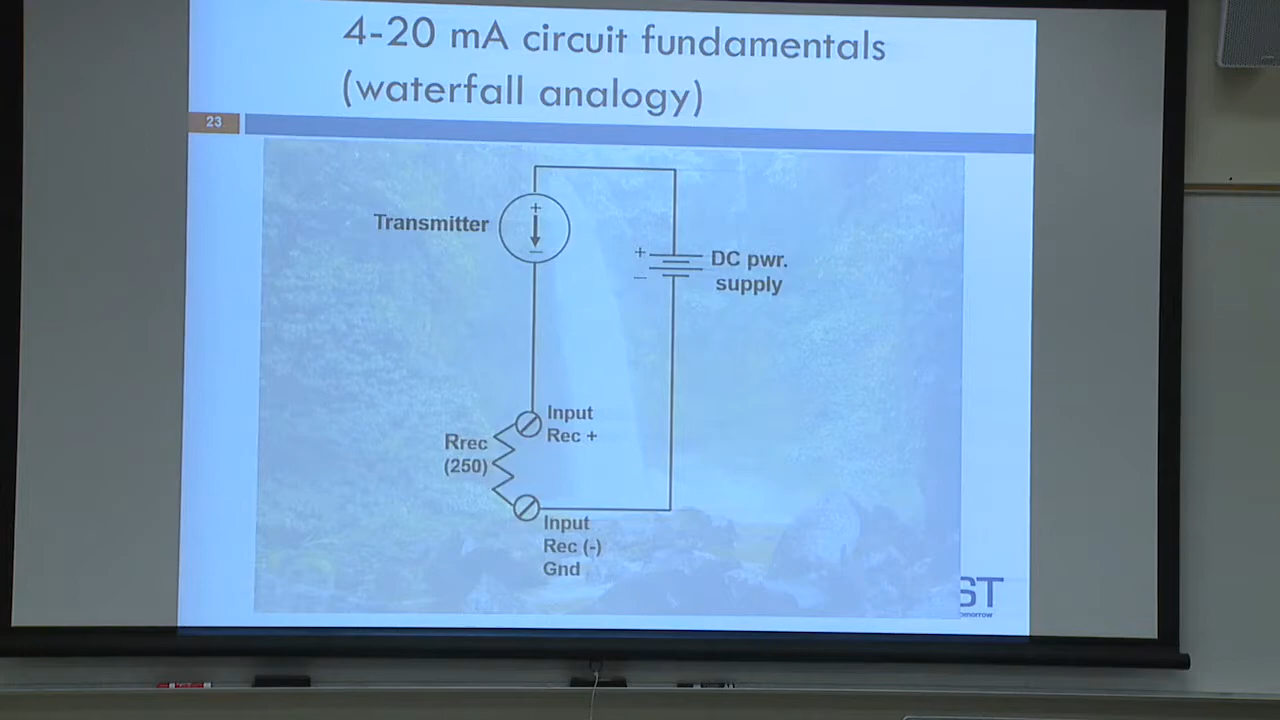 4-20 mA circuit fundamentals
(waterfall analogy)
23
Transmitter
+
–
+
–
DC pwr.
supply
Input
Rec +
Rrec
(250)
Input
Rec (-)
Gnd
ST